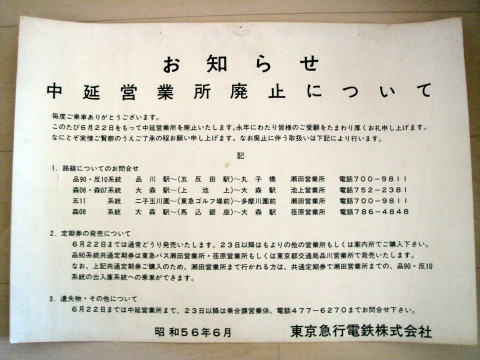 お知らせ
中延営業所廃止について
毎度ご乗車ありがとうございます。
このたび6月22日をもって中延営業所を廃止いたします。永年にわたり皆様のご愛顧をたまわり厚くお礼申し上げます。
なにとぞ実情ご賢察のうえご了承の程お願い申し上げます。なお廃止に伴う取扱いは下記により行います。
記
1．路線についてのお問合せ
品90・反10系統 品川駅〜(五反田駅)〜丸子橋 瀬田営業所 電話700-9811
森06・森07系統 大森駅〜(上池上)〜大森駅 池上営業所 電話752-2381
五11 系統 二子玉川園〜(東急ゴルフ場前)〜多摩川園前 瀬田営業所 電話700-9811
森08 系統 大森駅〜(馬込銀座)〜大森駅 荏原営業所 電話786-4848
2．定期券の発売について
6月22日までは通常どうり発売いたします。23日以降はもよりの他の営業所もしくは案内所でご購入下さい。
品90系統共通定期券は東急バス瀬田営業所・荏原営業所もしくは東京都交通局品川営業所で発売いたします。
なお、上記共通定期券ご購入のため、瀬田営業所まで行かれる方は、共通定期券で瀬田営業所までの、品90・反10
系統の出入庫系統への乗車ができます。
3．遺失物・その他について
6月22日までは中延営業所まで、23日以降は乗合課営業係、電話477-6270までお問合せ下さい。
昭和56年6月 東京急行電鉄株式会社